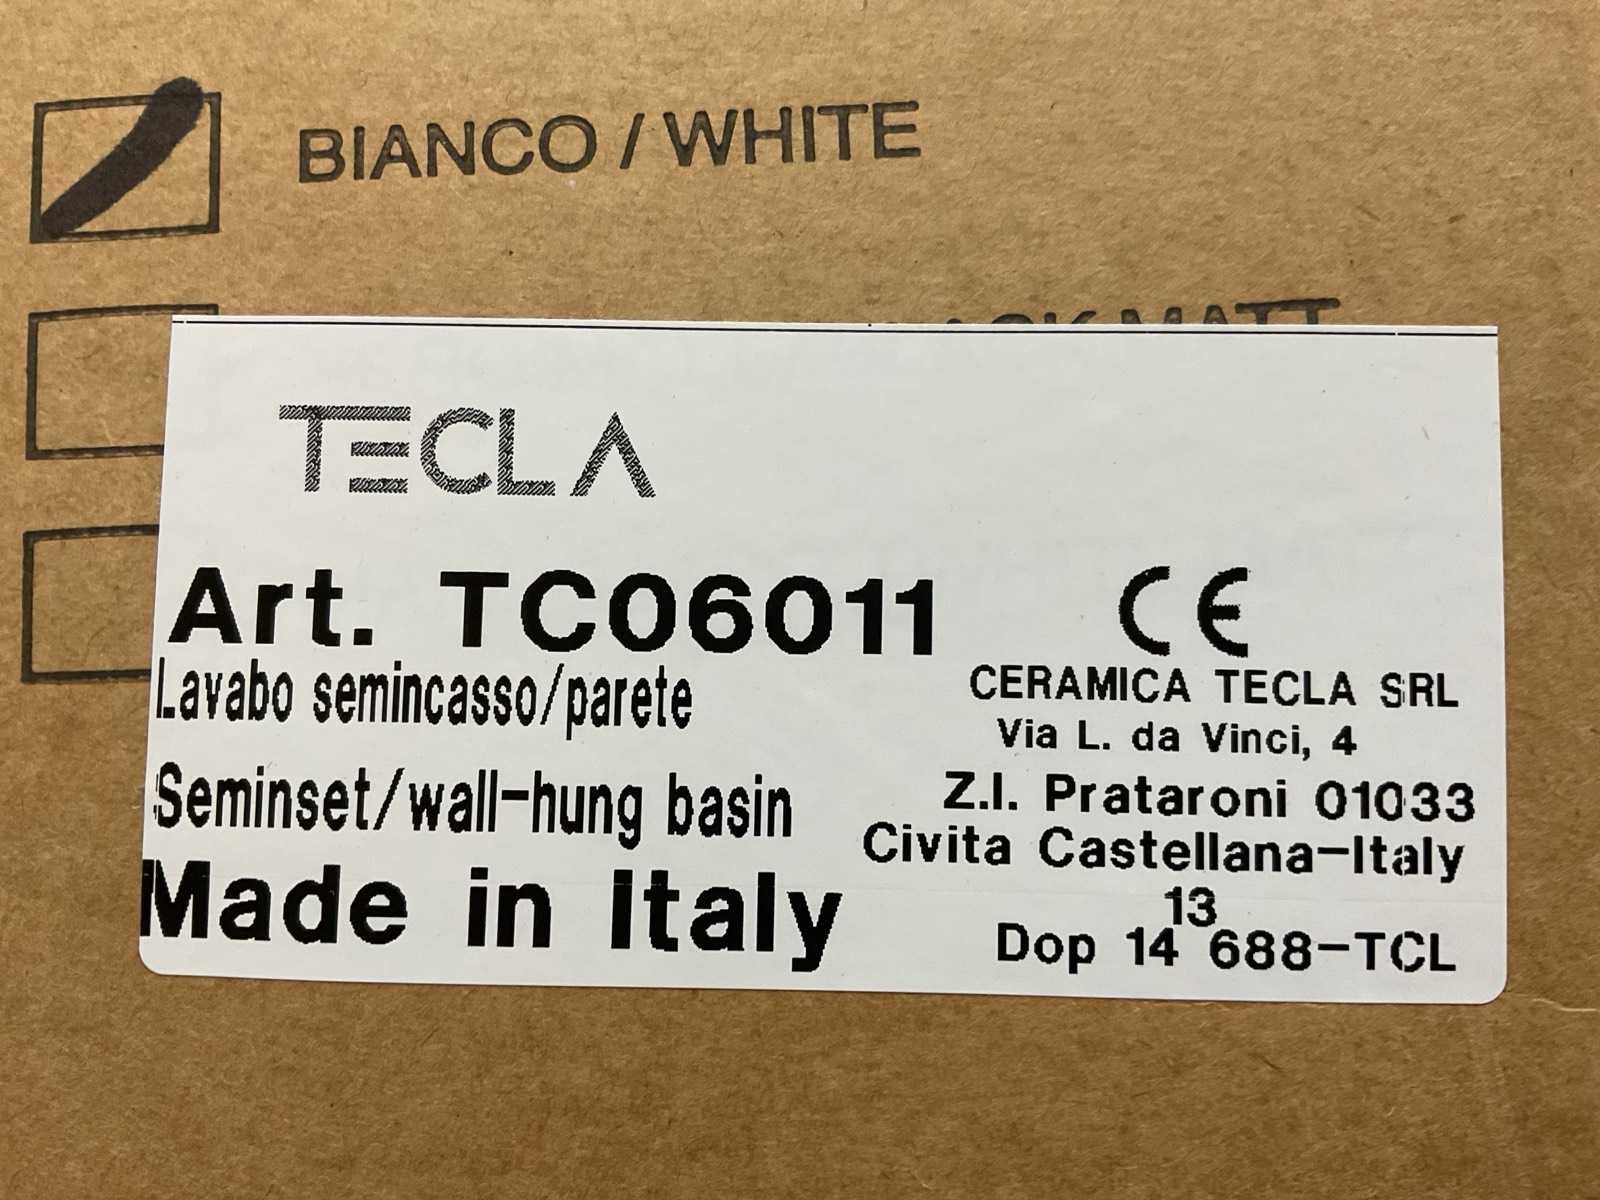 BIANCO / WHITE
MATT
TECLA
Art. TC06011
Lavabo semincasso/parete
Seminset/wall-hung basin
Made in Italy
CE
CERAMICA TECLA SRL
Via L. da Vinci, 4
Z.I. Prataroni 01033
Civita Castellana-Italy
13
Dop 14 688-TCL